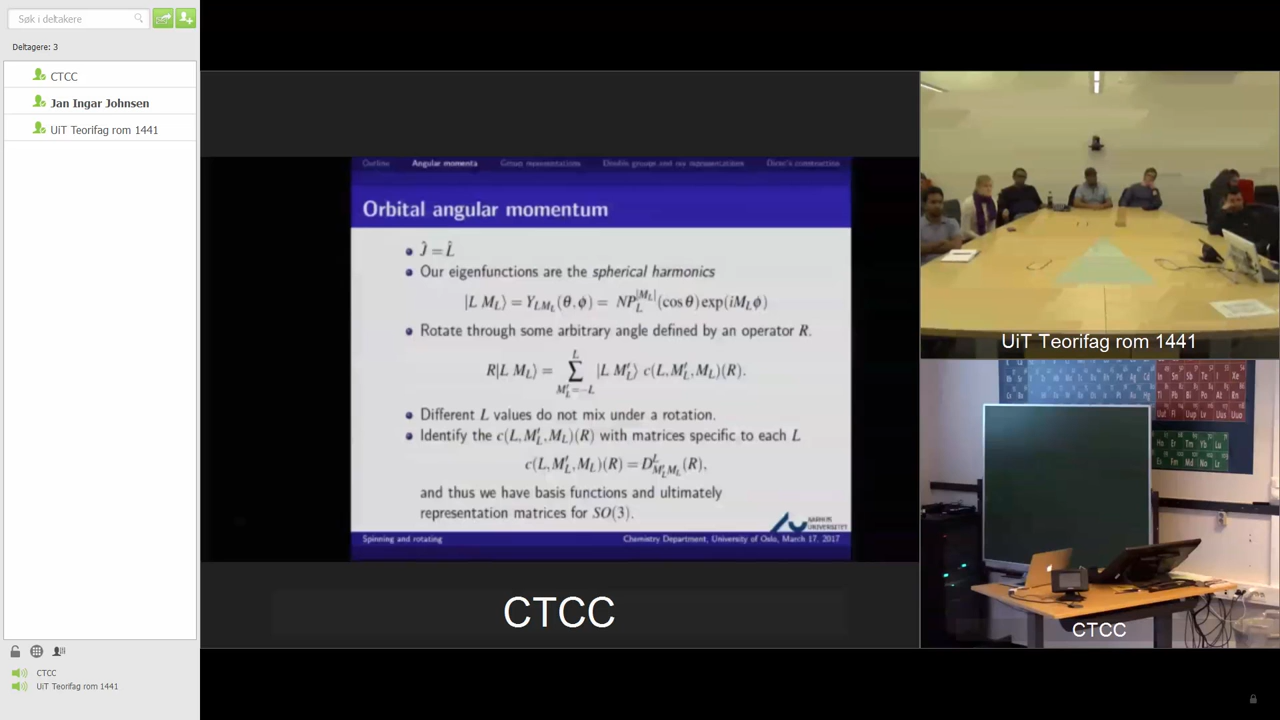 Søk i deltakere
Deltagere: 3
CTCC
Jan Ingar Johnsen
UiT Teorifag rom 1441
CTCC
UiT Teorifag rom 1441
Outline Angular momenta Group representations Double groups and ray representations Dirac's construction
Orbital angular momentum
Ĵ = L̂
Our eigenfunctions are the spherical harmonics
|L M_L⟩ = Y_{LM_L}(θ,ϕ) = NP_L^{|M_L|}(cosθ)exp(iM_Lϕ)
Rotate through some arbitrary angle defined by an operator R.
R|L M_L⟩ = ∑_{M′_L=−L}^{L} |L M′_L⟩ c(L,M′_L,M_L)(R).
Different L values do not mix under a rotation.
Identify the c(L,M′_L,M_L)(R) with matrices specific to each L
c(L,M′_L,M_L)(R) = D^L_{M′_L M_L}(R),
and thus we have basis functions and ultimately
representation matrices for SO(3).
AARHUS
UNIVERSITET
Spinning and rotating Chemistry Department, University of Oslo, March 17, 2017
CTCC
UiT Teorifag rom 1441
CTCC